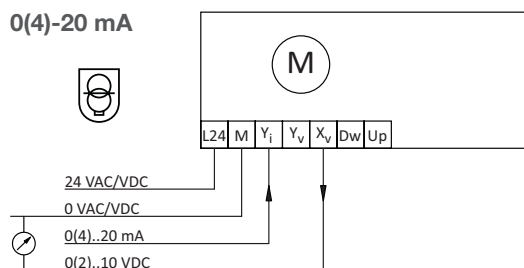 0(4)-20 mA
M
L24 M Yi Yv Xv Dw Up
24 VAC/VDC
0 VAC/VDC
0(4)..20 mA
0(2)..10 VDC